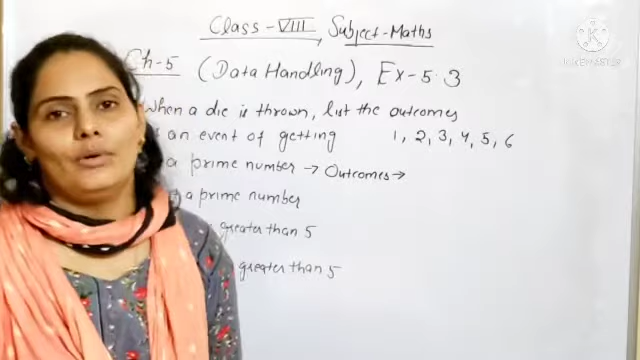 Class - VIII, Subject - Maths
Ch-5 (Data Handling), Ex - 5.3
When a die is thrown, list the outcomes
an event of getting 1, 2, 3, 4, 5, 6
a prime number → Outcomes →
a prime number
greater than 5
greater than 5